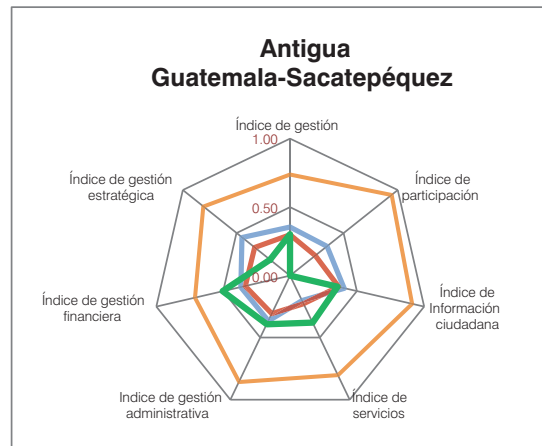 Antigua
Guatemala-Sacatepéquez
Índice de gestión
1.00
Índice de gestión
estratégica
Índice de
participación
0.50
0.00
Índice de gestión
financiera
Índice de
Información
ciudadana
Indice de gestión
administrativa
Índice de
servicios